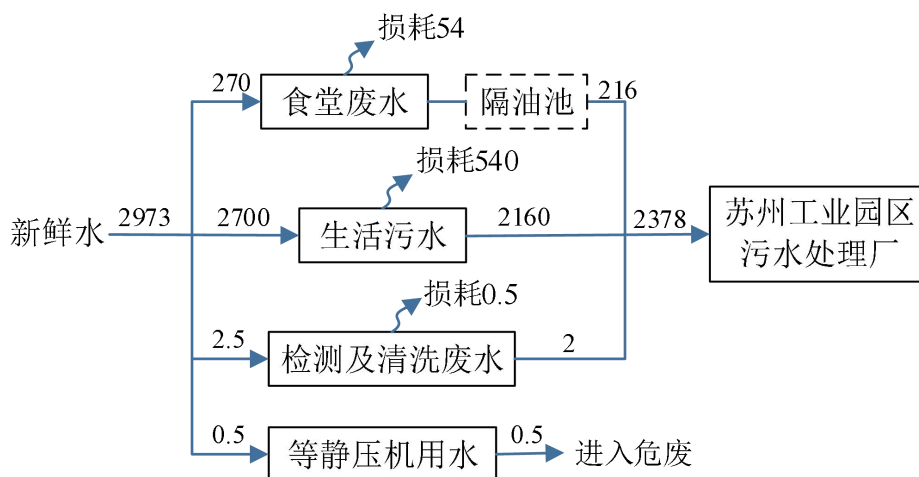 损耗54
270
食堂废水
隔油池
216
损耗540
新鲜水
2973
2700
生活污水
2160
2378
苏州工业园区
污水处理厂
损耗0.5
2.5
检测及清洗废水
2
0.5
等静压机用水
0.5
进入危废